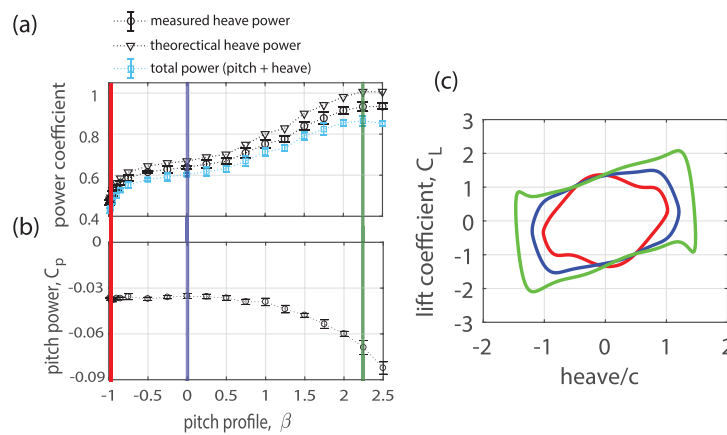 (a)
measured heave power
theorectical heave power
total power (pitch + heave)
power coefficient
1
0.8
0.6
0.4
(b)
pitch power, Cp
0
-0.03
-0.06
-0.09
-1 -0.5 0 0.5 1 1.5 2 2.5
pitch profile, β
(c)
lift coefficient, CL
3
2
1
0
-1
-2
-3
-2 -1 0 1 2
heave/c